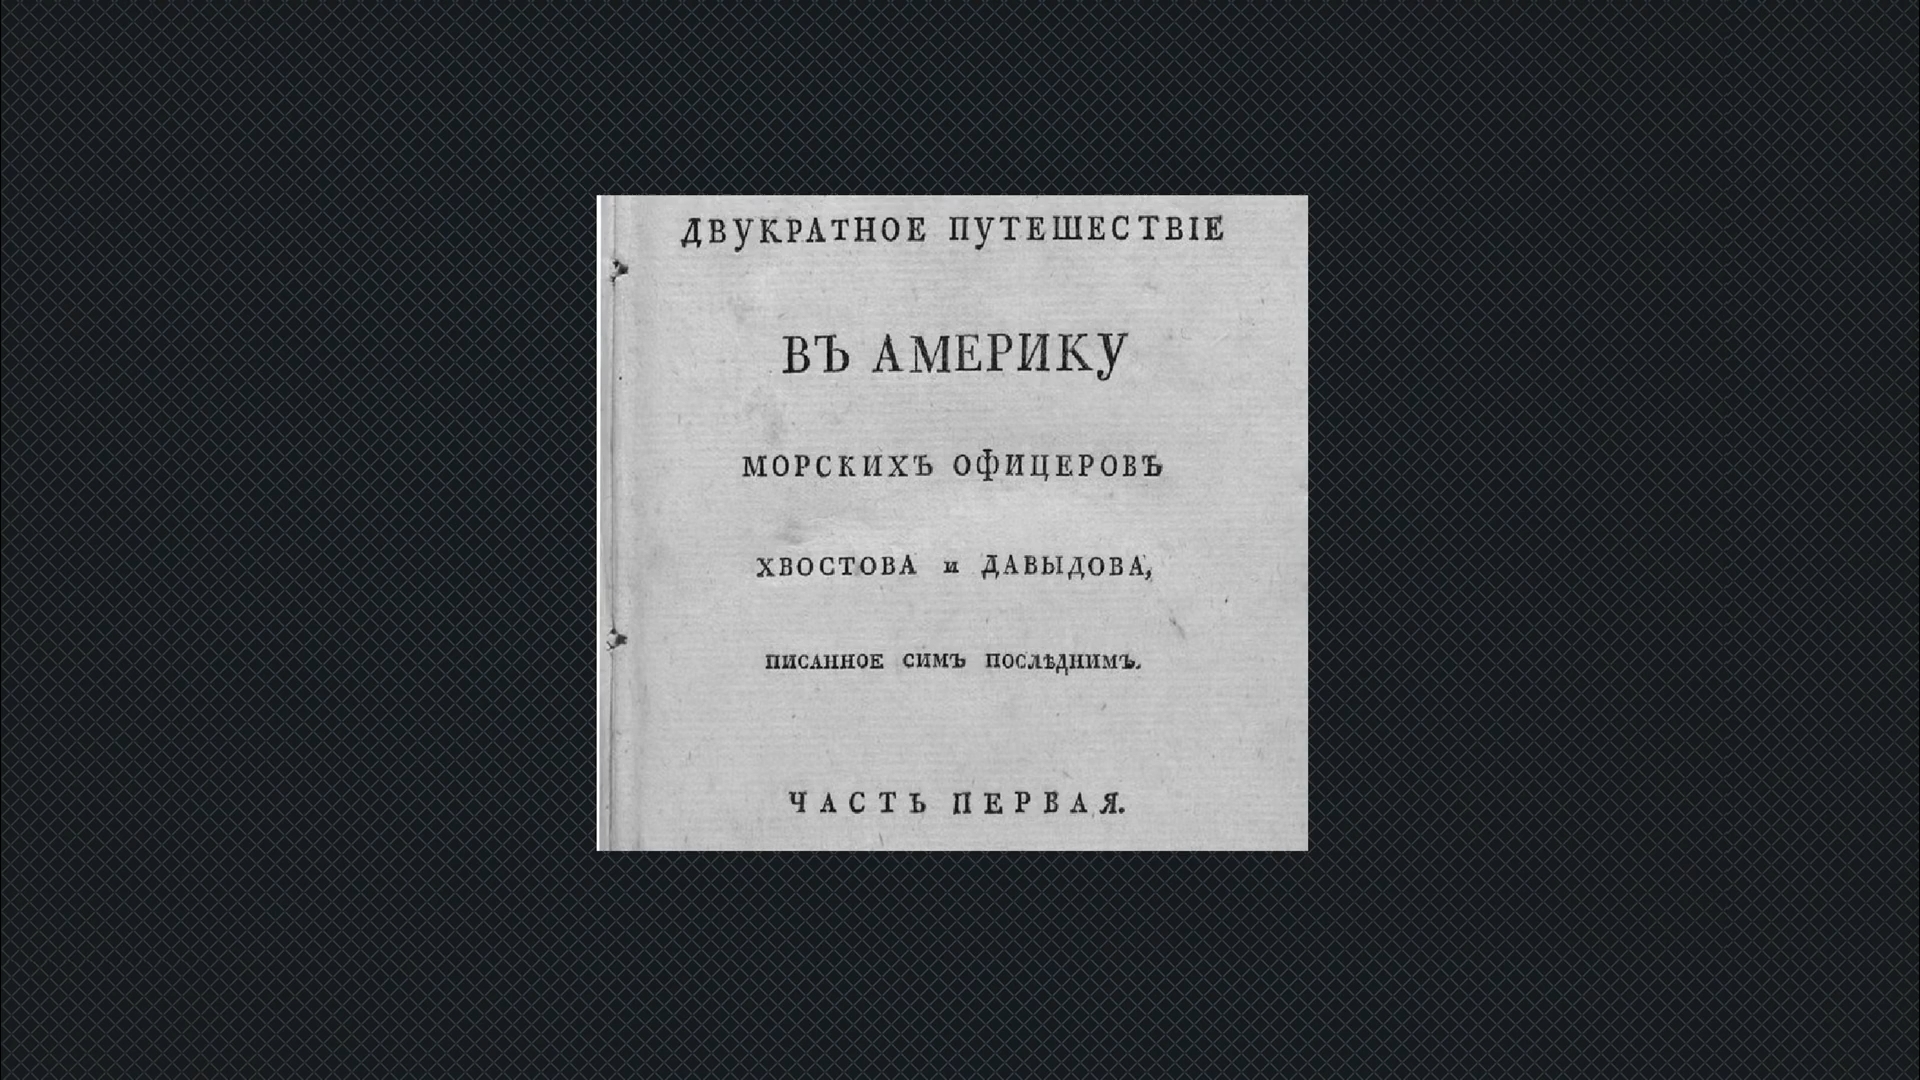 ДВУКРАТНОЕ ПУТЕШЕСТВІЕ
ВЪ АМЕРИКУ
МОРСКИХЪ ОФИЦЕРОВЪ
ХВОСТОВА и ДАВЫДОВА,
ПИСАННОЕ СИМЪ ПОСЛѢДНИМЪ.
ЧАСТЬ ПЕРВАЯ.